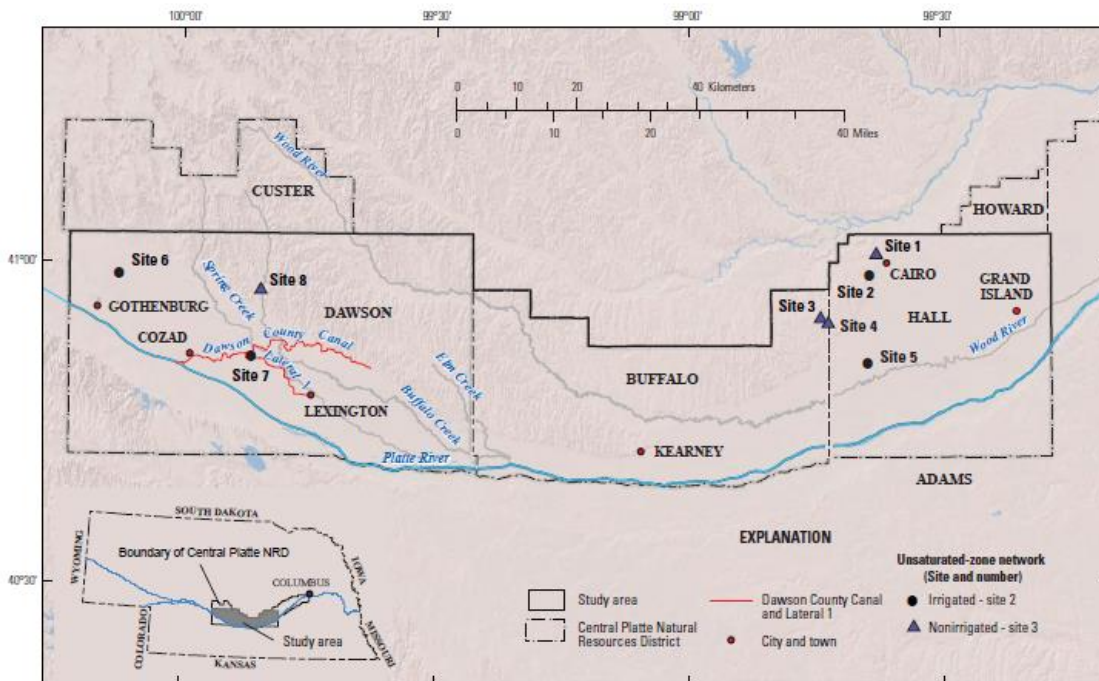 100°00'
99°30'
99°00'
98°30'
0 20 40 Kilometers
0 10 20 40 Miles
Wood River
CUSTER
HOWARD
41°00'
Site 6
Site 1
CAIRO
Site 2
GRAND
ISLAND
Spring Creek
Site 8
GOTHENBURG
DAWSON
Site 3
Site 4
HALL
COZAD
Dawson County Canal
Wood River
Site 7
Lateral 1
Elm Creek
Site 5
BUFFALO
LEXINGTON
Buffalo Creek
KEARNEY
Platte River
ADAMS
SOUTH DAKOTA
EXPLANATION
Boundary of Central Platte NRD
WYOMING
IOWA
Unsaturated-zone network
(Site and number)
40°30'
COLUMBUS
Study area
Dawson County Canal
and Lateral 1
Irrigated - site 2
COLORADO
Study area
MISSOURI
Central Platte Natural
Resources District
City and town
Nonirrigated - site 3
KANSAS